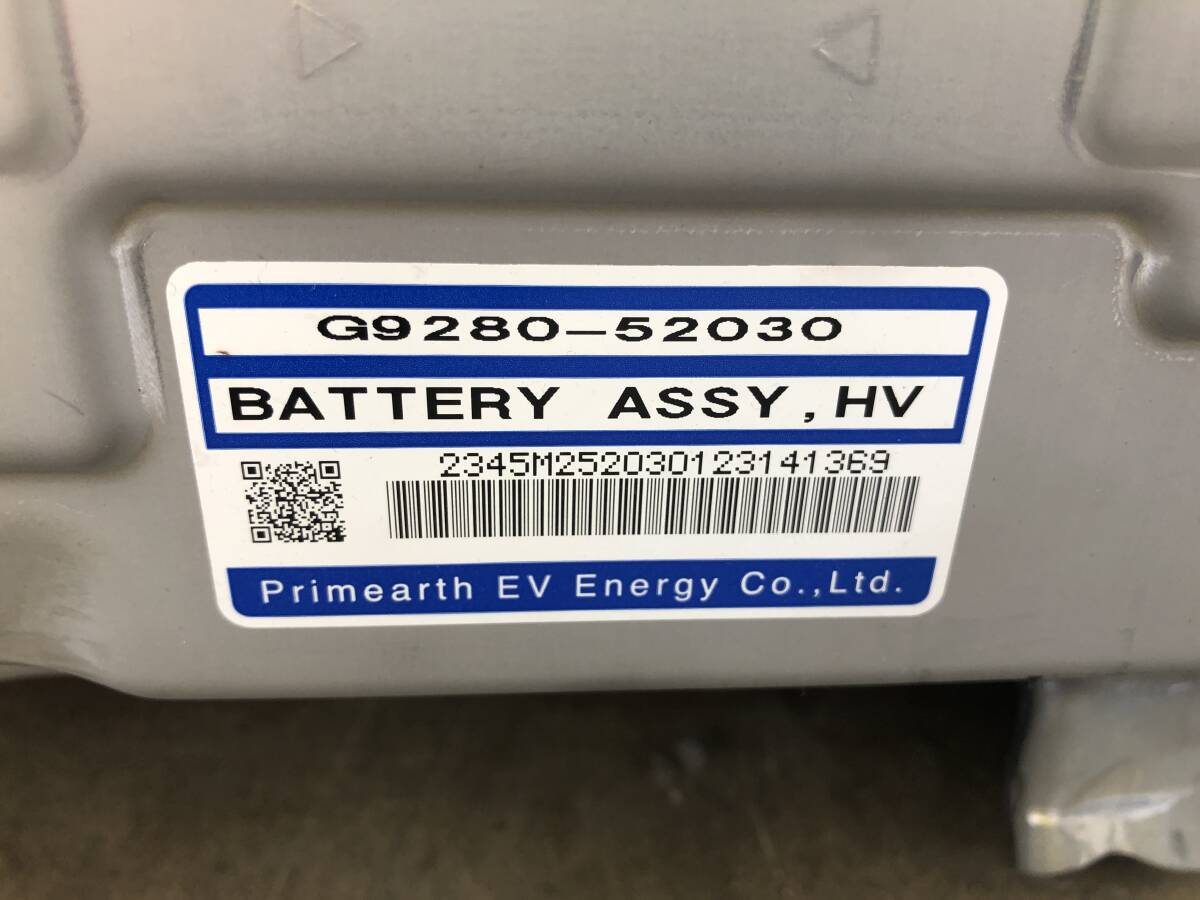 G9280-52030
BATTERY ASSY,HV
2345M252030123141369
Primearth EV Energy Co.,Ltd.